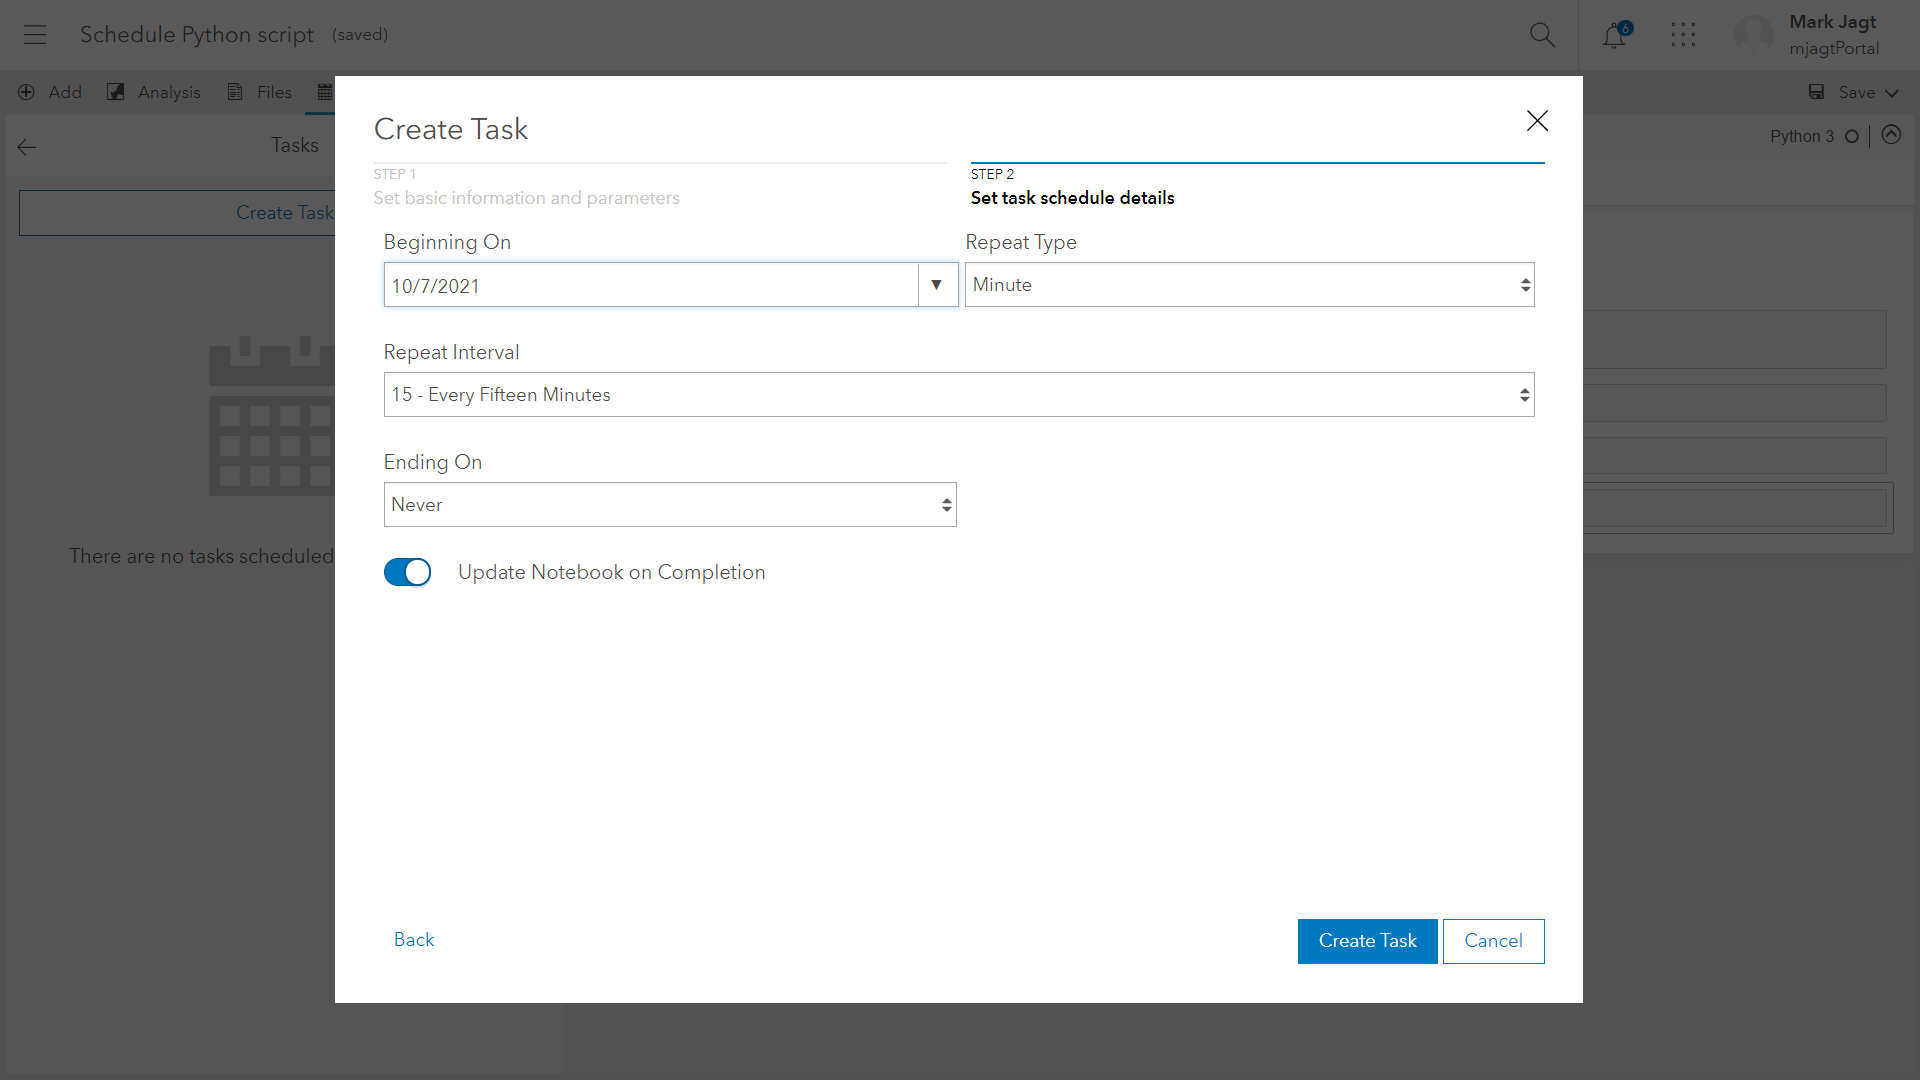 Schedule Python script (saved)
6
Mark Jagt
mjagtPortal
Add Analysis Files
Save
Tasks
Python 3
Create Task
There are no tasks scheduled
Create Task
STEP 1
Set basic information and parameters
STEP 2
Set task schedule details
Beginning On
10/7/2021
Repeat Type
Minute
Repeat Interval
15 - Every Fifteen Minutes
Ending On
Never
Update Notebook on Completion
Back
Create Task
Cancel